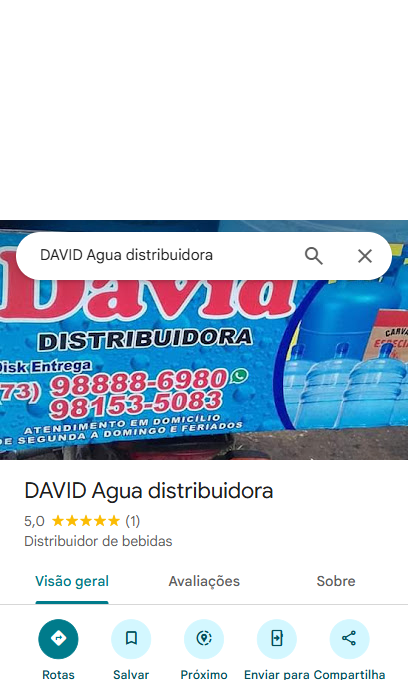 DAVID Agua distribuidora
David
DISTRIBUIDORA
Disk Entrega
73) 98888-6980
98153-5083
ATENDIMENTO EM DOMICILIO
DE SEGUNDA A DOMINGO E FERIADOS
CARV
ESPECI
DAVID Agua distribuidora
5,0 (1)
Distribuidor de bebidas
Visão geral Avaliações Sobre
Rotas Salvar Próximo Enviar para Compartilha